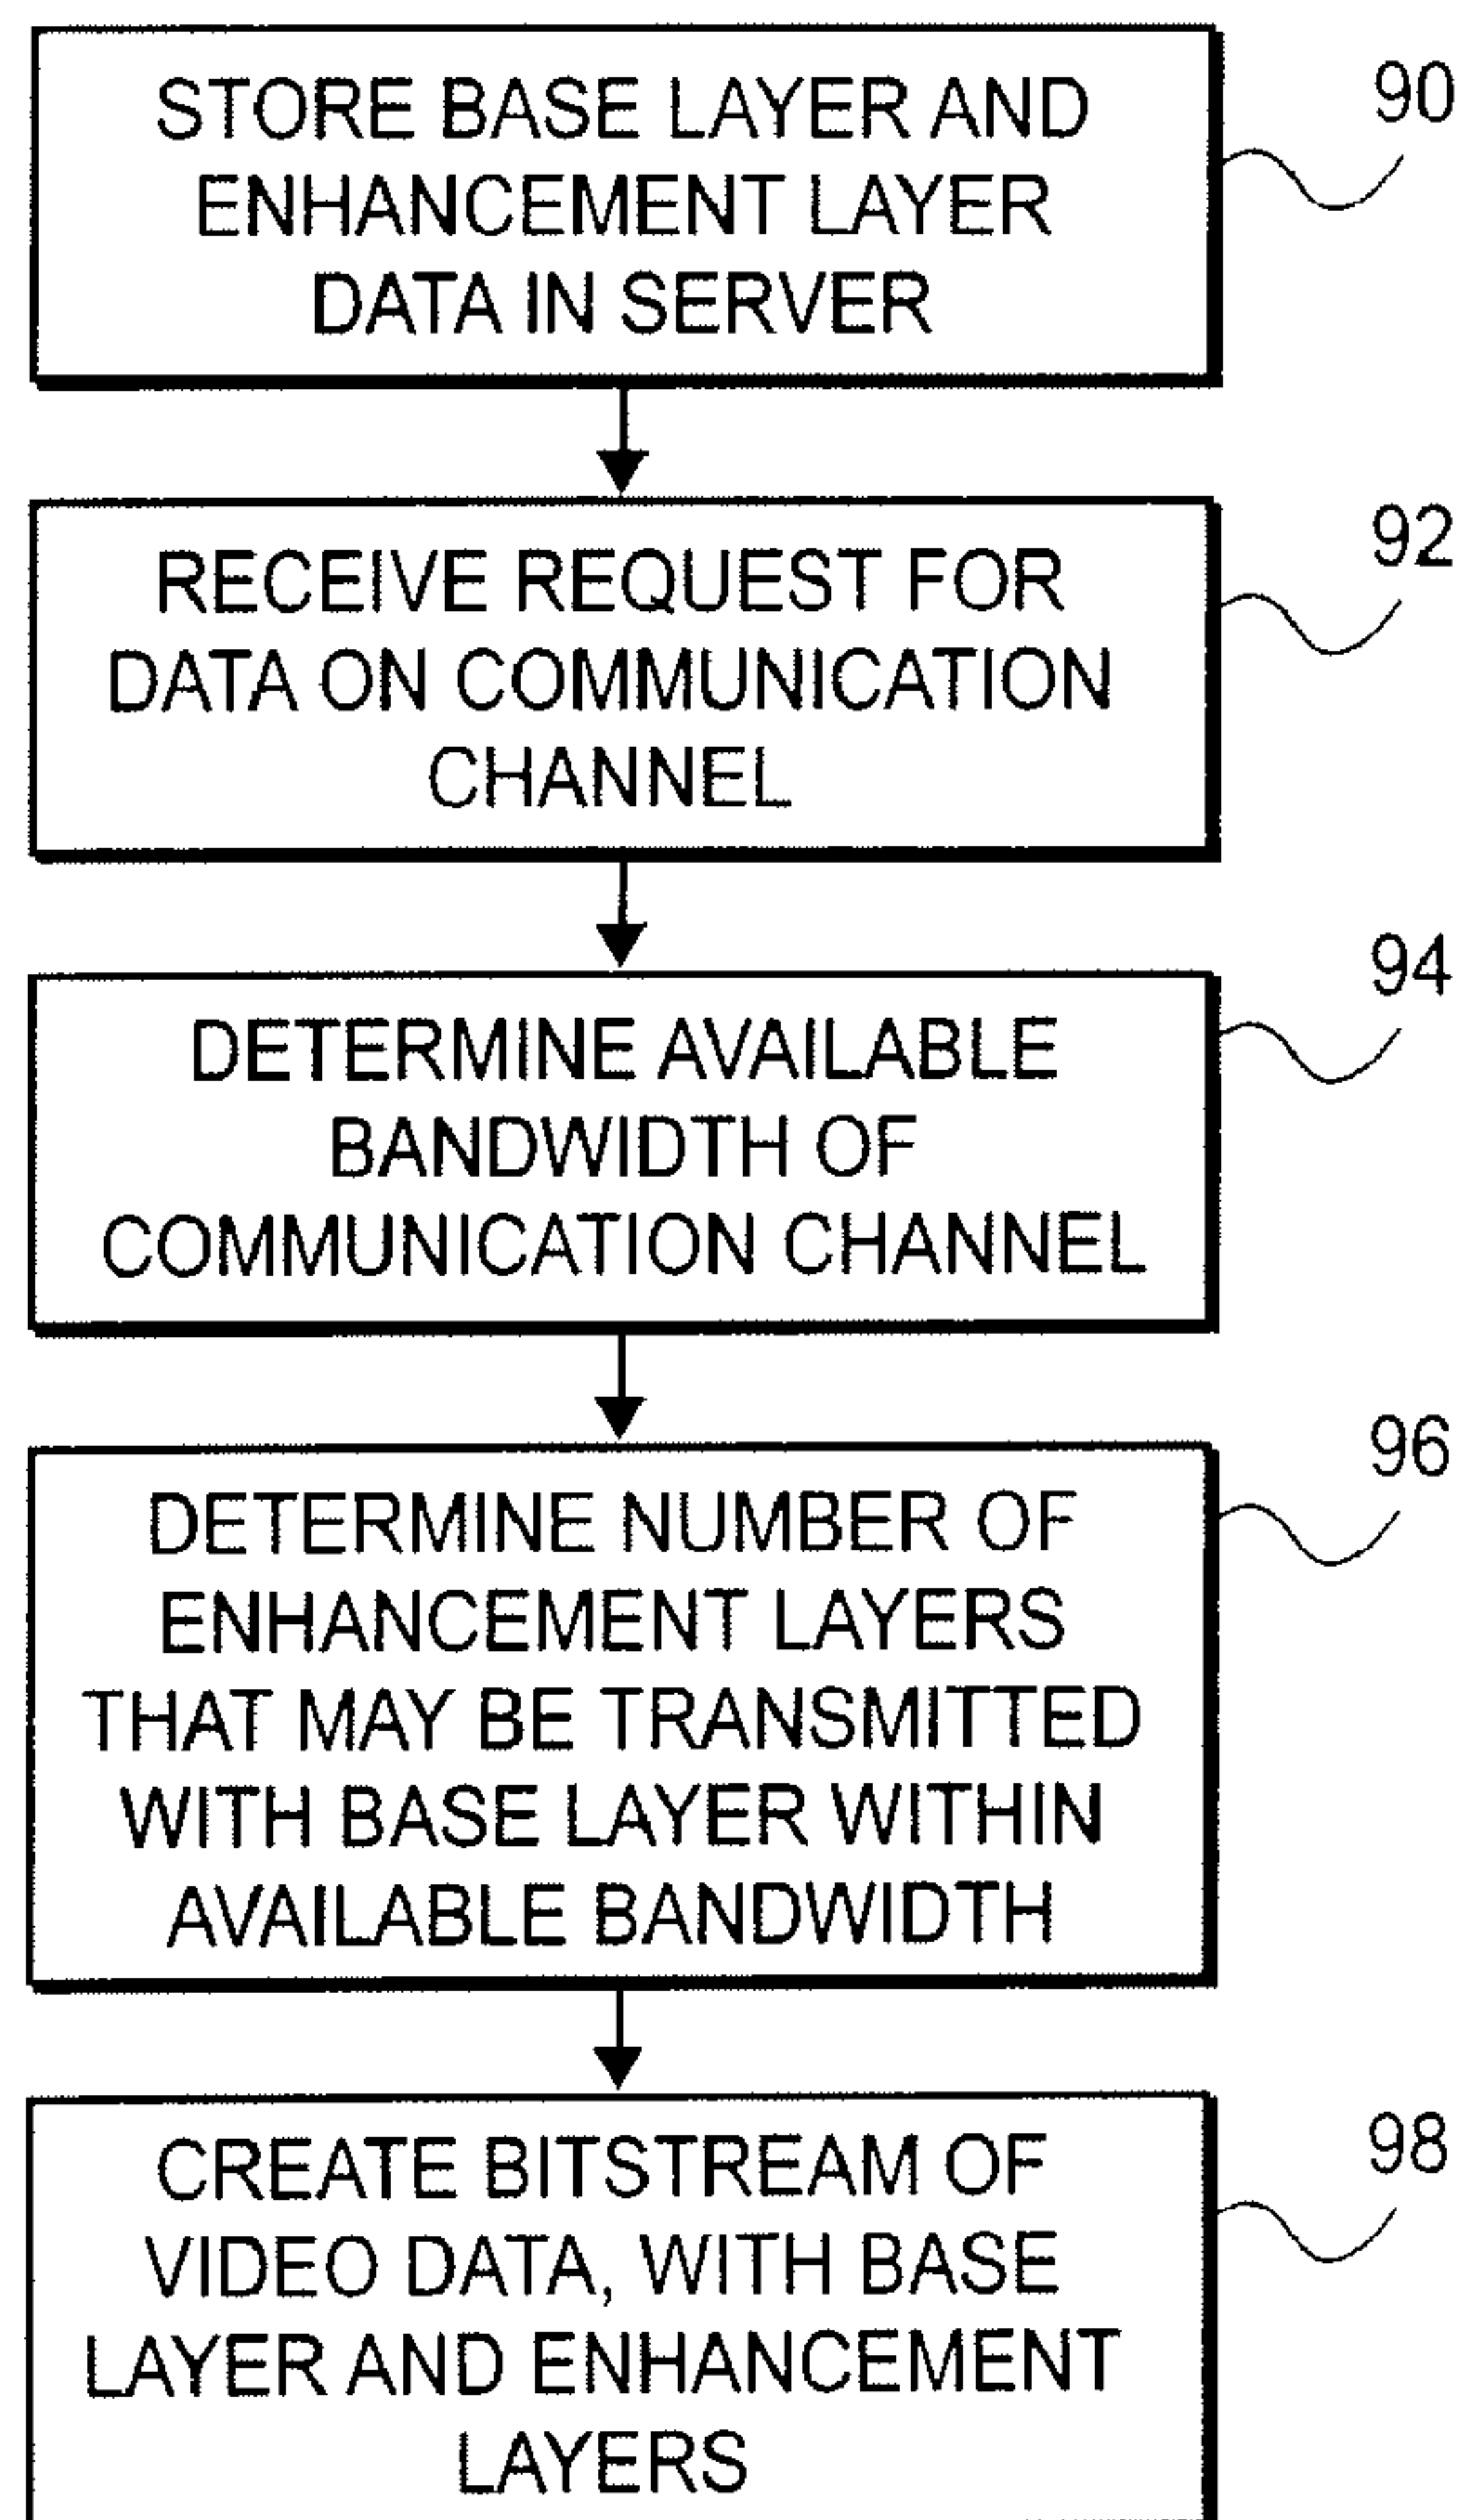 STORE BASE LAYER AND
ENHANCEMENT LAYER
DATA IN SERVER
90
RECEIVE REQUEST FOR
DATA ON COMMUNICATION
CHANNEL
92
DETERMINE AVAILABLE
BANDWIDTH OF
COMMUNICATION CHANNEL
94
DETERMINE NUMBER OF
ENHANCEMENT LAYERS
THAT MAY BE TRANSMITTED
WITH BASE LAYER WITHIN
AVAILABLE BANDWIDTH
96
CREATE BITSTREAM OF
VIDEO DATA, WITH BASE
LAYER AND ENHANCEMENT
LAYERS
98